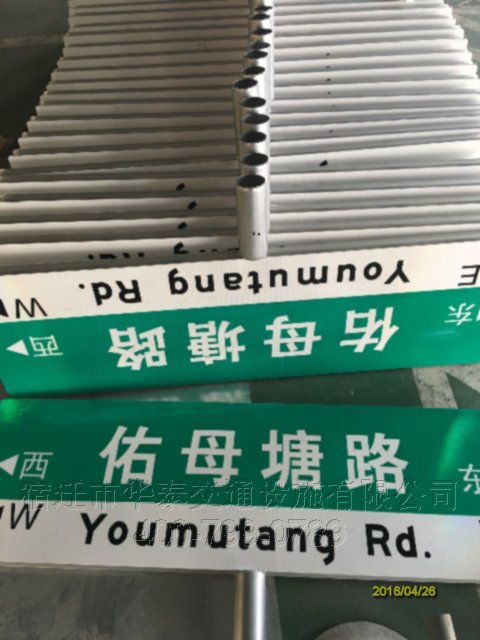 Youmutang Rd.
W
E
西 佑母塘路 东
西 佑母塘路 东
W Youmutang Rd.
宿迁市华泰交通设施有限公司
2016/04/26